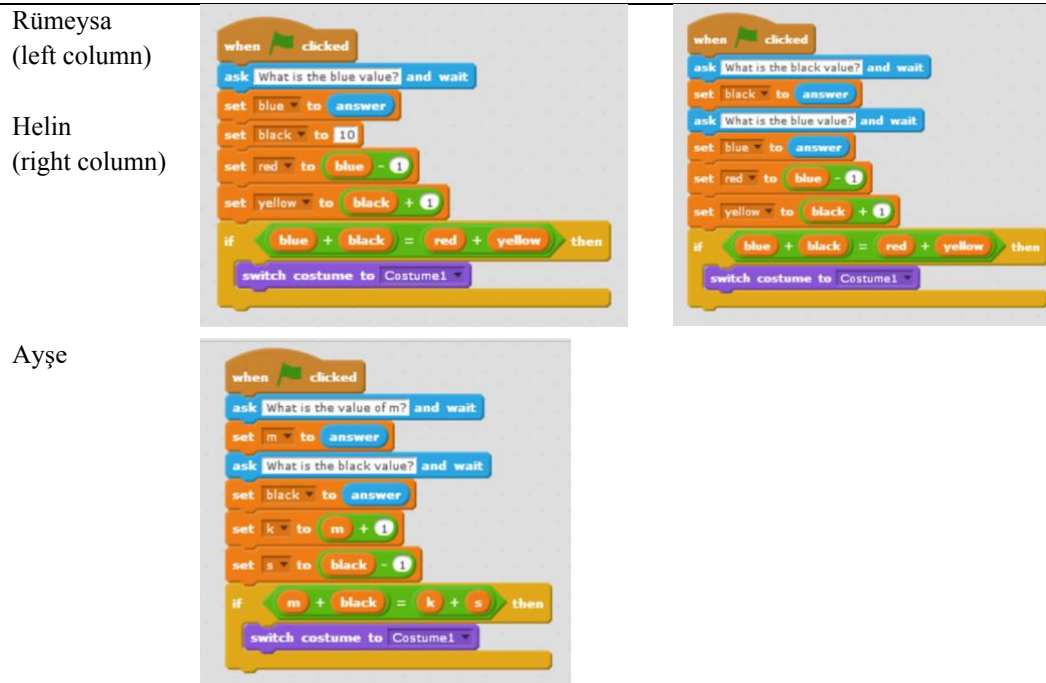 Rümeysa
(left column)
Helin
(right column)
when clicked
ask What is the blue value? and wait
set blue to answer
set black to 10
set red to blue - 1
set yellow to black + 1
if blue + black = red + yellow then
switch costume to Costume1
when clicked
ask What is the black value? and wait
set black to answer
ask What is the blue value? and wait
set blue to answer
set red to blue - 1
set yellow to black + 1
if blue + black = red + yellow then
switch costume to Costume1
Ayşe
when clicked
ask What is the value of m? and wait
set m to answer
ask What is the black value? and wait
set black to answer
set k to m + 1
set s to black - 1
if m + black = k + s then
switch costume to Costume1